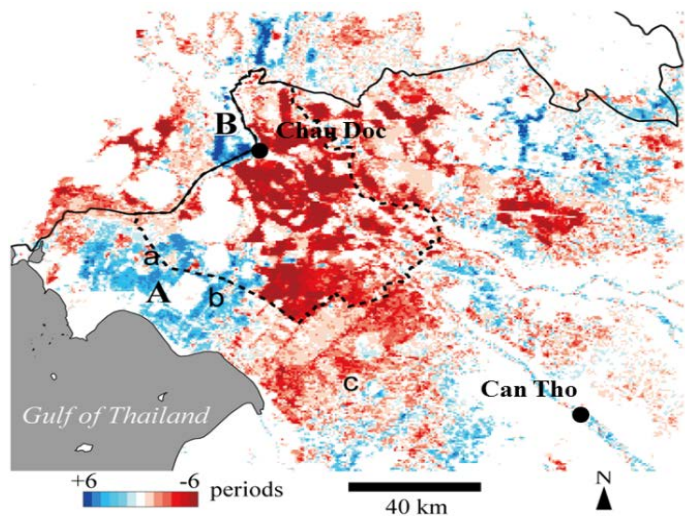 B
Chau Doc
a
A
b
c
Can Tho
Gulf of Thailand
+6 -6 periods
40 km
N